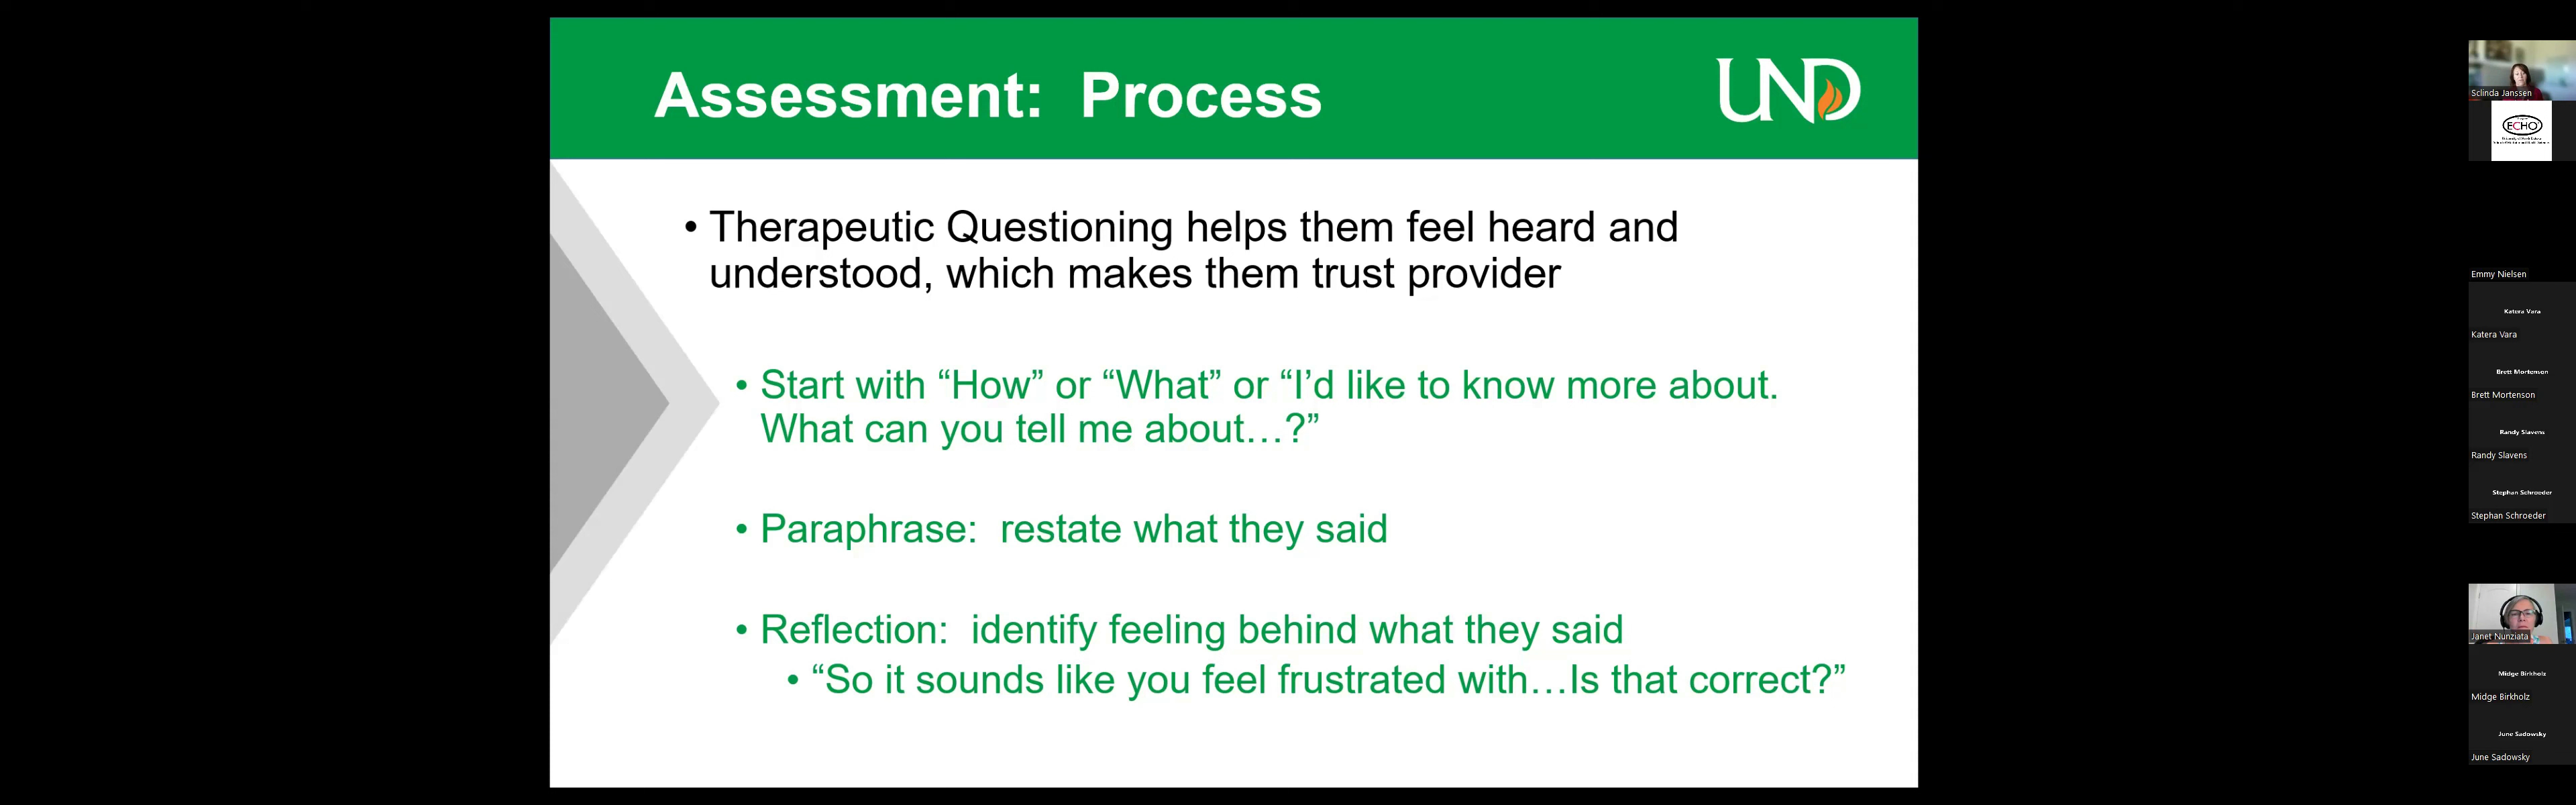 Assessment: Process
UND
• Therapeutic Questioning helps them feel heard and
understood, which makes them trust provider
• Start with “How” or “What” or “I’d like to know more about.
What can you tell me about…?”
• Paraphrase: restate what they said
• Reflection: identify feeling behind what they said
• “So it sounds like you feel frustrated with…Is that correct?”
Sclinda Janssen
ECHO
Emmy Nielsen
Katera Vara
Katera Vara
Brett Mortenson
Brett Mortenson
Randy Slavens
Randy Slavens
Stephan Schroeder
Stephan Schroeder
Janet Nunziata
Midge Birkholz
Midge Birkholz
June Sadowsky
June Sadowsky